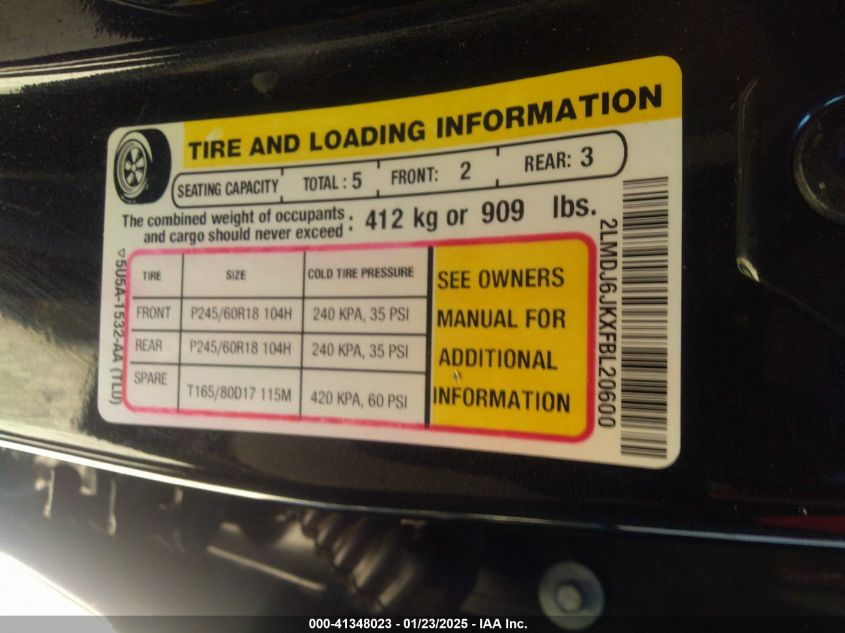 TIRE AND LOADING INFORMATION
SEATING CAPACITY TOTAL : 5 FRONT: 2 REAR: 3
The combined weight of occupants
and cargo should never exceed : 412 kg or 909 lbs.
TIRE SIZE COLD TIRE PRESSURE
FRONT P245/60R18 104H 240 KPA, 35 PSI
REAR P245/60R18 104H 240 KPA, 35 PSI
SPARE T165/80D17 115M 420 KPA, 60 PSI
SEE OWNERS
MANUAL FOR
ADDITIONAL
INFORMATION
▽5U5A-1532-AA (TLU)
2LMDJ6JKXFBL20600
000-41348023 — 01/23/2025 - IAA Inc.